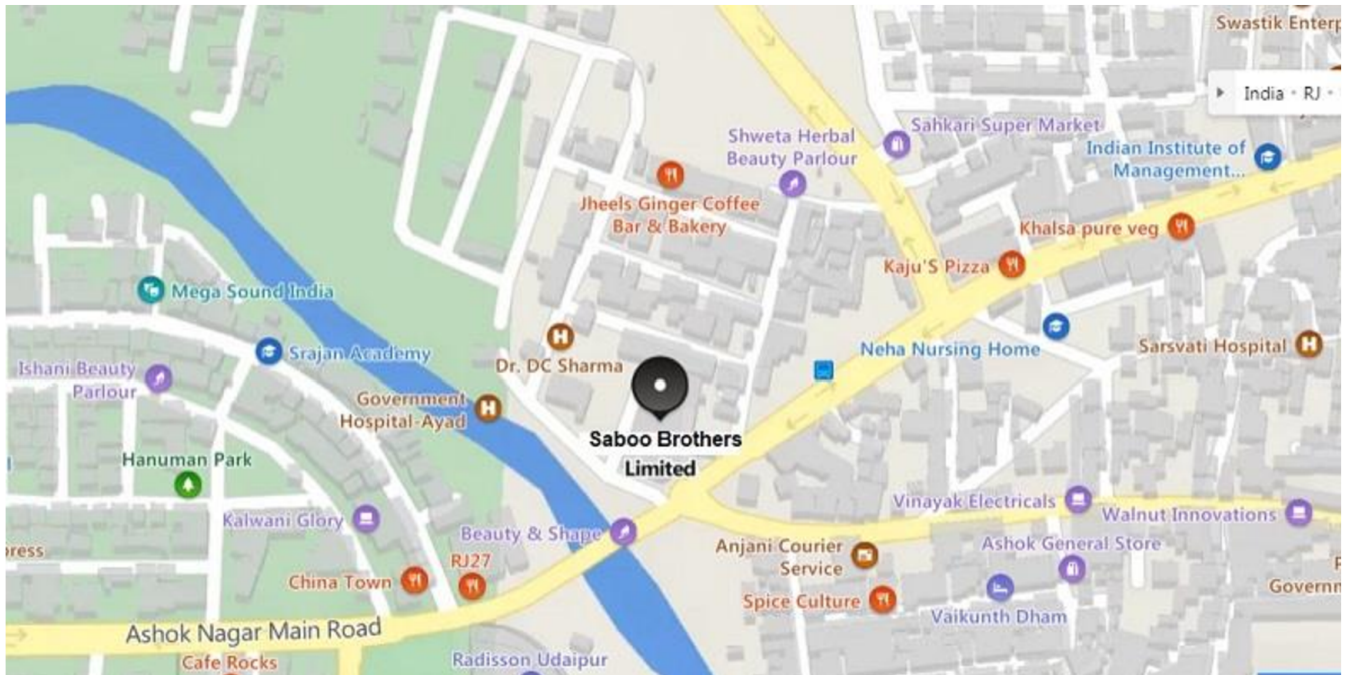 Swastik Enterp
India • RJ •
Sahkari Super Market
Shweta Herbal
Beauty Parlour
Indian Institute of
Management...
Jheels Ginger Coffee
Bar & Bakery
Khalsa pure veg
Kaju'S Pizza
Mega Sound India
Neha Nursing Home
Sarsvati Hospital
Srajan Academy
Dr. DC Sharma
Ishani Beauty
Parlour
Government
Hospital-Ayad
Saboo Brothers
Limited
Hanuman Park
Vinayak Electricals
Walnut Innovations
Kalwani Glory
Beauty & Shape
Anjani Courier
Service
Ashok General Store
press
RJ27
China Town
Spice Culture
Governm
Vaikunth Dham
Ashok Nagar Main Road
Cafe Rocks
Radisson Udaipur